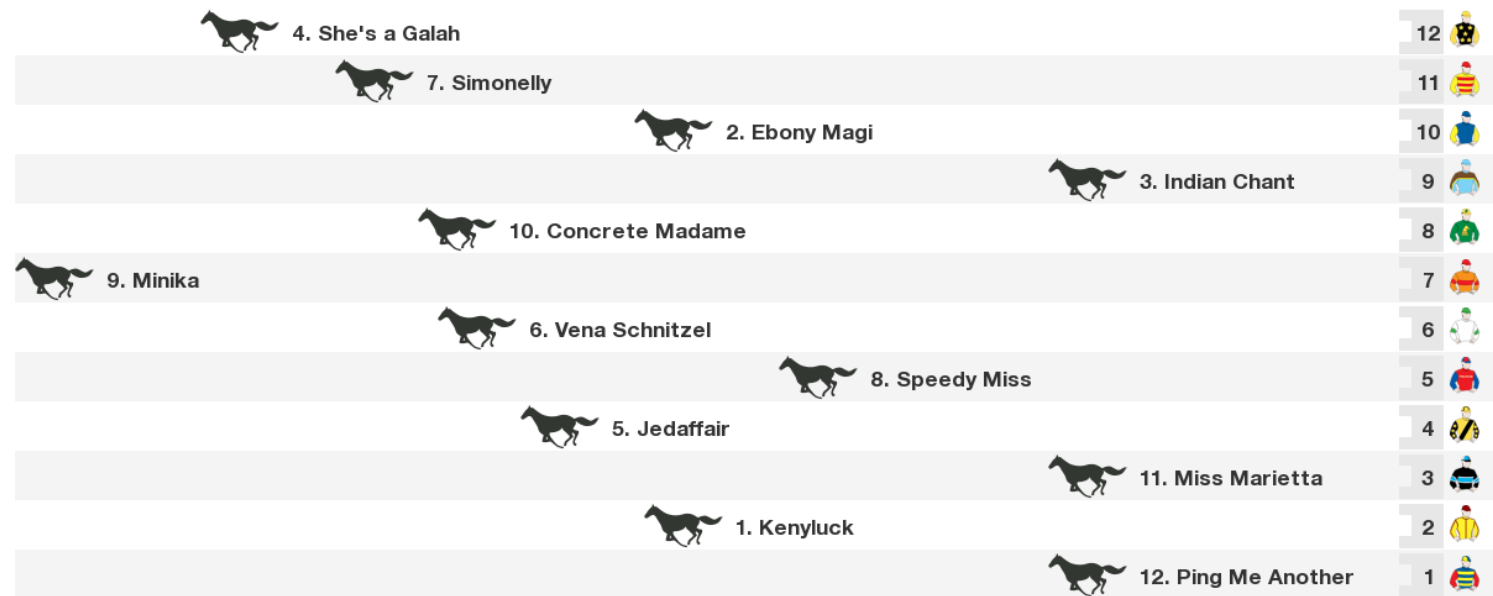 4. She's a Galah 12
7. Simonelly 11
2. Ebony Magi 10
3. Indian Chant 9
10. Concrete Madame 8
9. Minika 7
6. Vena Schnitzel 6
8. Speedy Miss 5
5. Jedaffair 4
11. Miss Marietta 3
1. Kenyluck 2
12. Ping Me Another 1